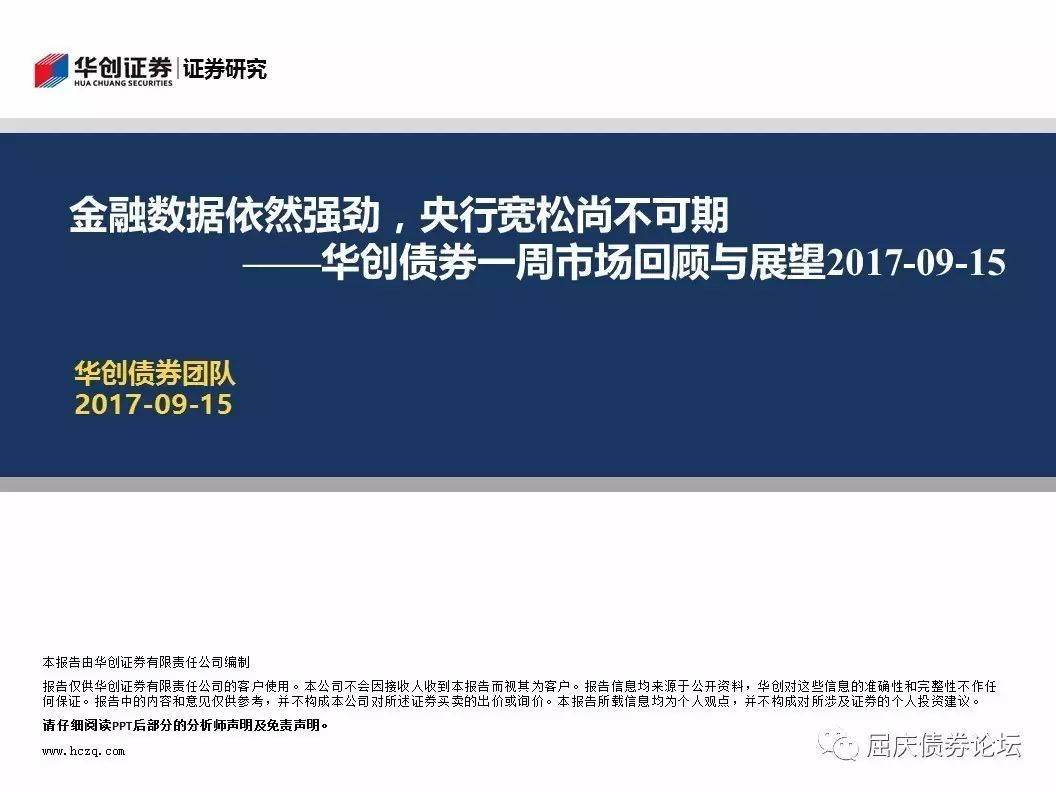 华创证券 | 证券研究
HUA CHUANG SECURITIES
金融数据依然强劲，央行宽松尚不可期
——华创债券一周市场回顾与展望2017-09-15
华创债券团队
2017-09-15
本报告由华创证券有限责任公司编制
报告仅供华创证券有限责任公司的客户使用。本公司不会因接收人收到本报告而视其为客户。报告信息均来源于公开资料，华创对这些信息的准确性和完整性不作任
何保证。报告中的内容和意见仅供参考，并不构成本公司对所述证券买卖的出价或询价。本报告所载信息均为个人观点，并不构成对所涉及证券的个人投资建议。
请仔细阅读PPT后部分的分析师声明及免责声明。
www.hczq.com
屈庆债券论坛